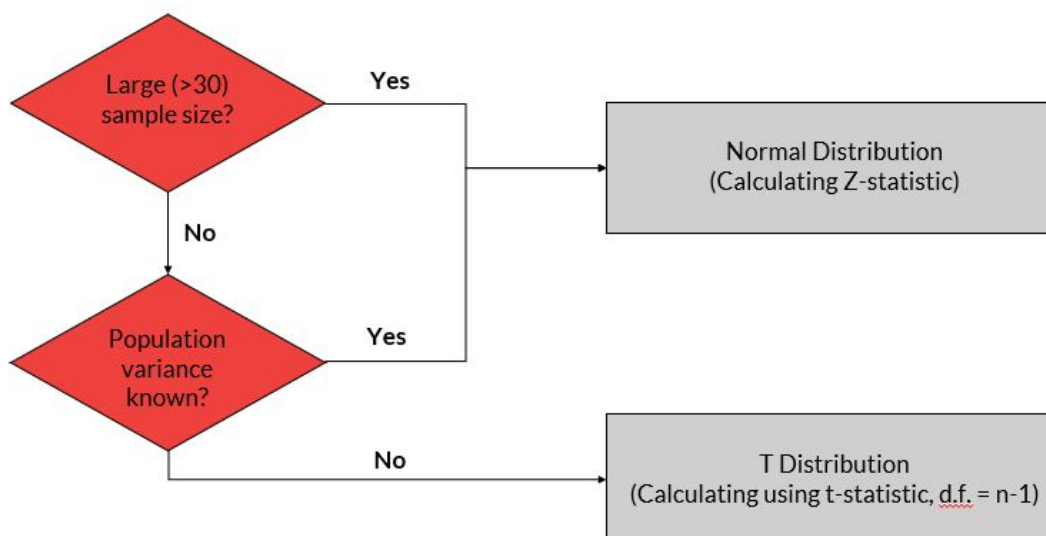 Large (>30)
sample size?
Yes
Normal Distribution
(Calculating Z-statistic)
No
Population
variance
known?
Yes
No
T Distribution
(Calculating using t-statistic, d.f. = n-1)